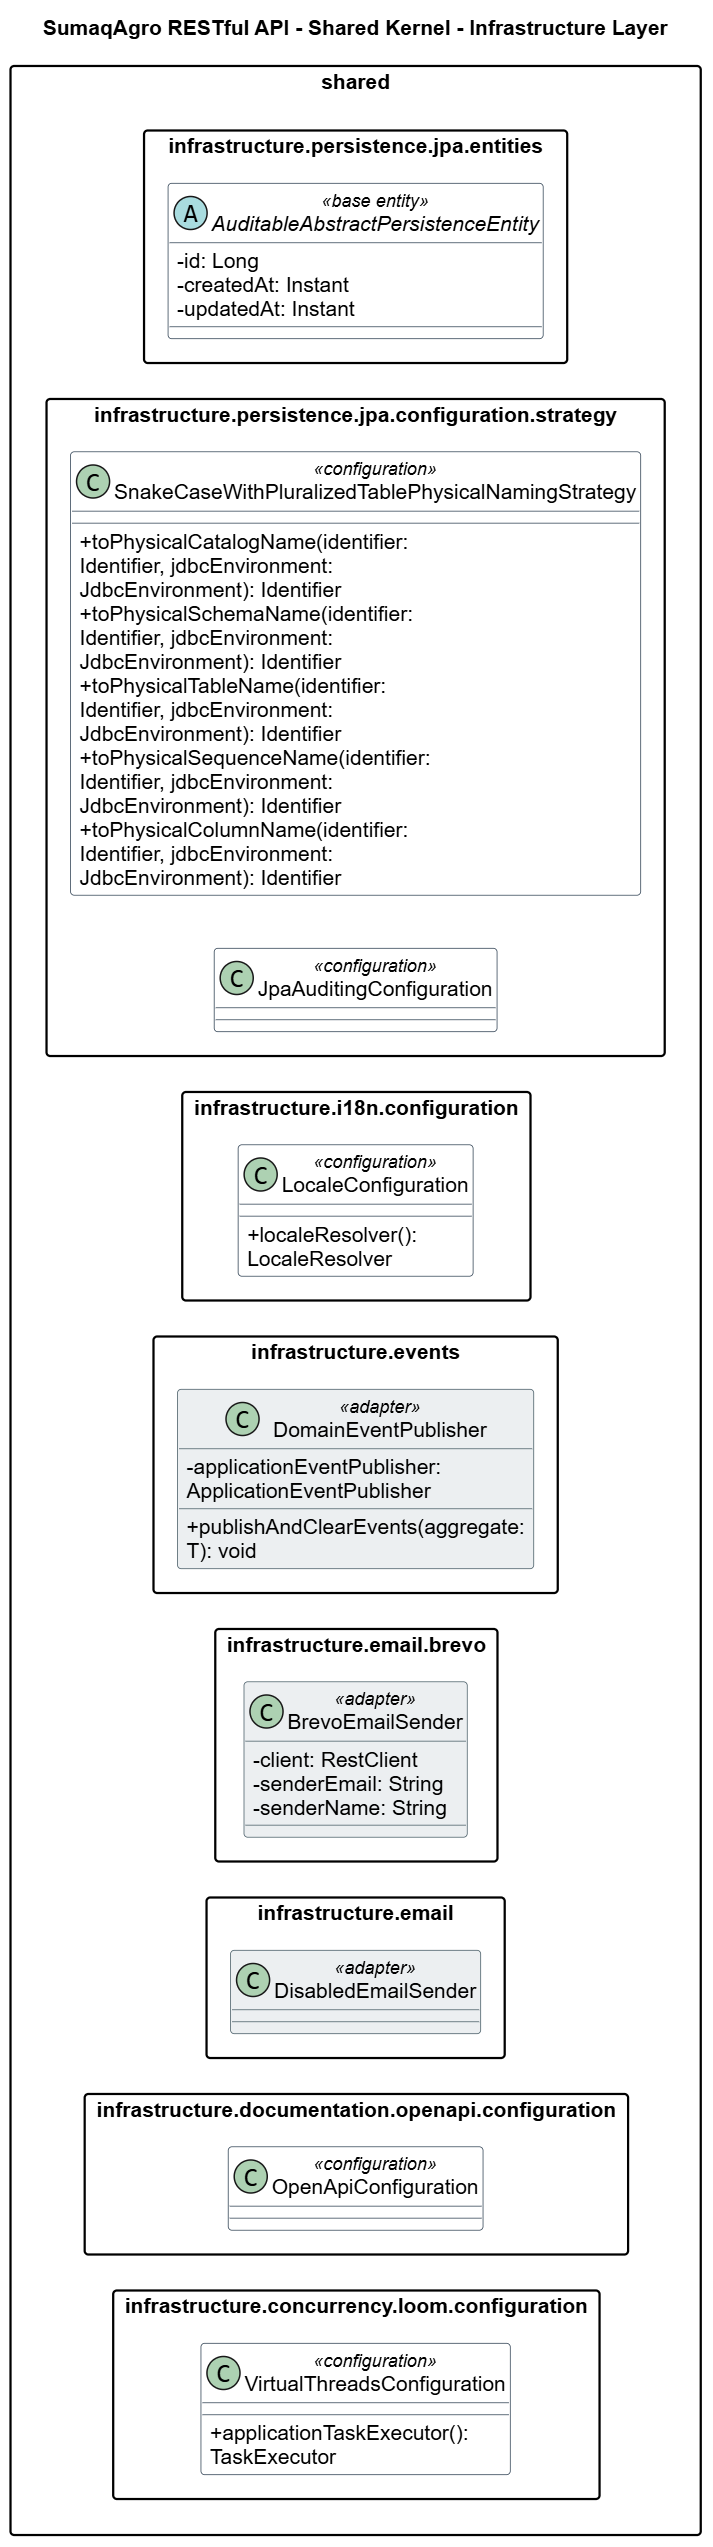 SumaqAgro RESTful API - Shared Kernel - Infrastructure Layer
shared
infrastructure.persistence.jpa.entities
«base entity»
A
AuditableAbstractPersistenceEntity
-id: Long
-createdAt: Instant
-updatedAt: Instant
infrastructure.persistence.jpa.configuration.strategy
«configuration»
C
SnakeCaseWithPluralizedTablePhysicalNamingStrategy
+toPhysicalCatalogName(identifier:
Identifier, jdbcEnvironment:
JdbcEnvironment): Identifier
+toPhysicalSchemaName(identifier:
Identifier, jdbcEnvironment:
JdbcEnvironment): Identifier
+toPhysicalTableName(identifier:
Identifier, jdbcEnvironment:
JdbcEnvironment): Identifier
+toPhysicalSequenceName(identifier:
Identifier, jdbcEnvironment:
JdbcEnvironment): Identifier
+toPhysicalColumnName(identifier:
Identifier, jdbcEnvironment:
JdbcEnvironment): Identifier
«configuration»
C
JpaAuditingConfiguration
infrastructure.i18n.configuration
«configuration»
C
LocaleConfiguration
+localeResolver():
LocaleResolver
infrastructure.events
«adapter»
C
DomainEventPublisher
-applicationEventPublisher:
ApplicationEventPublisher
+publishAndClearEvents(aggregate:
T): void
infrastructure.email.brevo
«adapter»
C
BrevoEmailSender
-client: RestClient
-senderEmail: String
-senderName: String
infrastructure.email
«adapter»
C
DisabledEmailSender
infrastructure.documentation.openapi.configuration
«configuration»
C
OpenApiConfiguration
infrastructure.concurrency.loom.configuration
«configuration»
C
VirtualThreadsConfiguration
+applicationTaskExecutor():
TaskExecutor